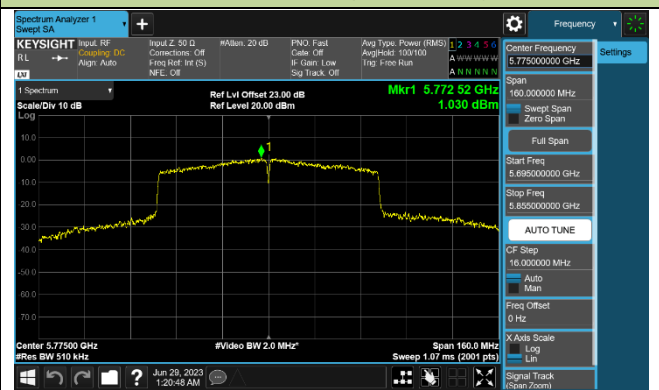 Spectrum Analyzer 1
Swept SA
Frequency
KEYSIGHT
RL
LXI
Input: RF
Coupling: DC
Align: Auto
Input Z: 50 Ω
Corrections: Off
Freq Ref: Int (S)
NFE: Off
#Atten: 20 dB
PNO: Fast
Gate: Off
IF Gain: Low
Sig Track: Off
Avg Type: Power (RMS)
Avg|Hold: 100/100
Trig: Free Run
1 2 3 4 5 6
A W W W W W
A N N N N N
1 Spectrum
Scale/Div 10 dB
Log
Ref Lvl Offset 23.00 dB
Ref Level 20.00 dBm
Mkr1 5.772 52 GHz
1.030 dBm
1
10.0
0.00
10.0
20.0
30.0
40.0
50.0
60.0
70.0
Center 5.77500 GHz
#Res BW 510 kHz
#Video BW 2.0 MHz*
Span 160.0 MHz
Sweep 1.07 ms (2001 pts)
Center Frequency
5.775000000 GHz
Span
160.000000 MHz
Swept Span
Zero Span
Full Span
Start Freq
5.695000000 GHz
Stop Freq
5.855000000 GHz
AUTO TUNE
CF Step
16.000000 MHz
Auto
Man
Freq Offset
0 Hz
X Axis Scale
Log
Lin
Signal Track
(Span Zoom)
Settings
Jun 29, 2023
1:20:48 AM